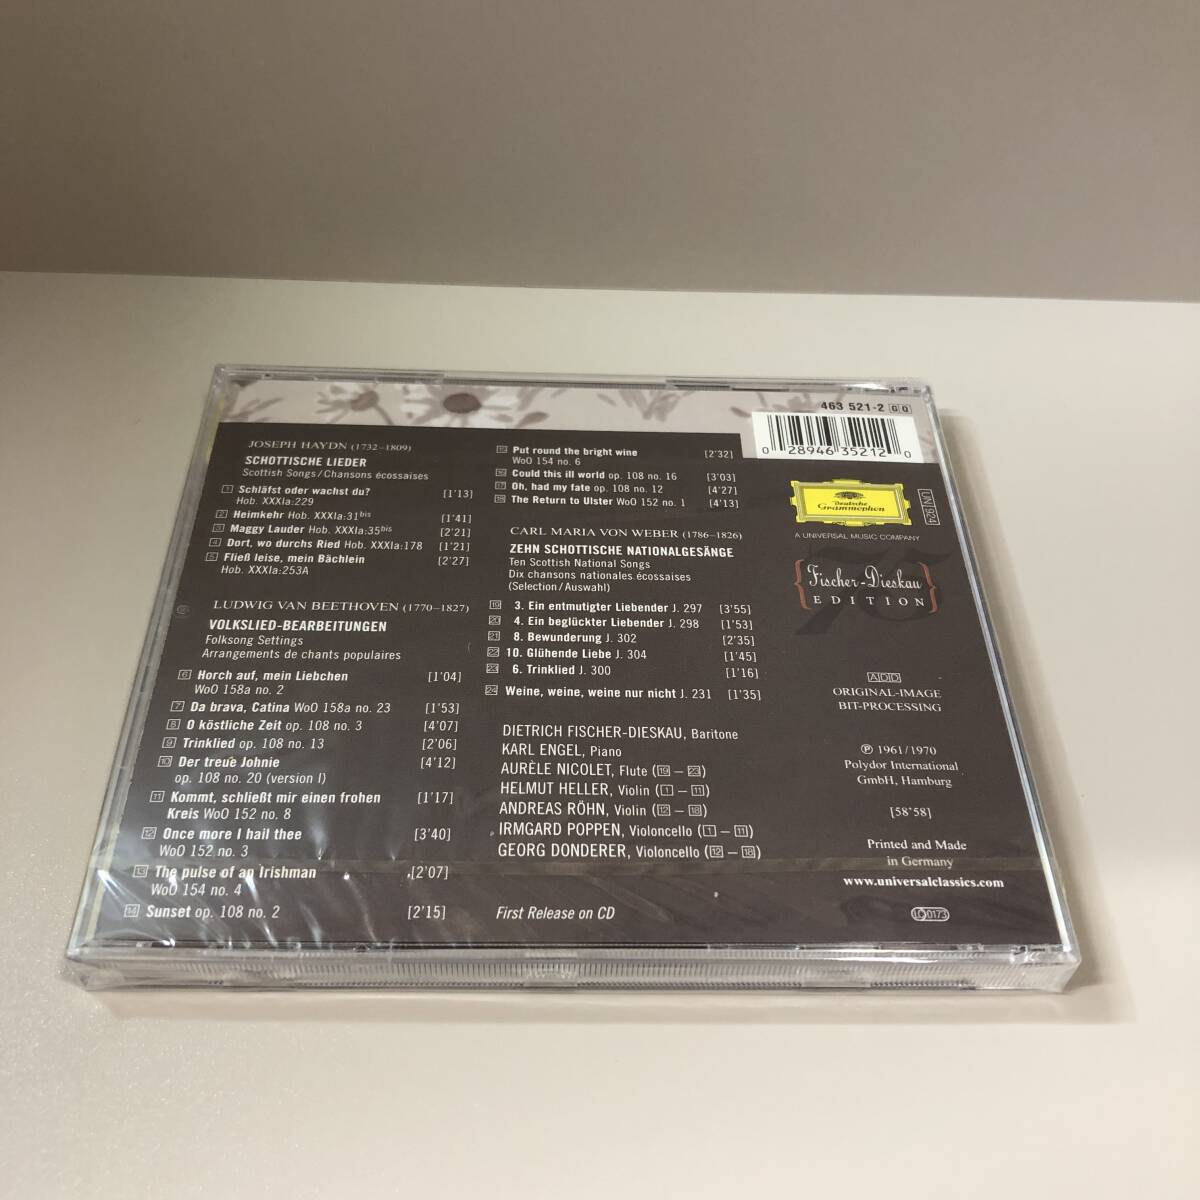 JOSEPH HAYDN (1732–1809)
SCHOTTISCHE LIEDER
Scottish Songs/Chansons écossaises
1 Schläfst oder wachst du? [1'13]
Hob. XXXIa:229
2 Heimkehr Hob. XXXIa:31bis [1'41]
3 Maggy Lauder Hob. XXXIa:35bis [2'21]
4 Dort, wo durchs Ried Hob. XXXIa:178 [1'21]
5 Fließ leise, mein Bächlein [2'27]
Hob. XXXIa:253A
LUDWIG VAN BEETHOVEN (1770–1827)
VOLKSLIED-BEARBEITUNGEN
Folksong Settings
Arrangements de chants populaires
6 Horch auf, mein Liebchen [1'04]
WoO 158a no. 2
7 Da brava, Catina WoO 158a no. 23 [1'53]
8 O köstliche Zeit op. 108 no. 3 [4'07]
9 Trinklied op. 108 no. 13 [2'06]
10 Der treue Johnie [4'12]
op. 108 no. 20 (version I)
11 Kommt, schließt mir einen frohen [1'17]
Kreis WoO 152 no. 8
12 Once more I hail thee [3'40]
WoO 152 no. 3
13 The pulse of an Irishman [2'07]
WoO 154 no. 4
14 Sunset op. 108 no. 2 [2'15]
15 Put round the bright wine [2'32]
WoO 154 no. 6
16 Could this ill world op. 108 no. 16 [3'03]
17 Oh, had my fate op. 108 no. 12 [4'27]
18 The Return to Ulster WoO 152 no. 1 [4'13]
CARL MARIA VON WEBER (1786–1826)
ZEHN SCHOTTISCHE NATIONALGESÄNGE
Ten Scottish National Songs
Dix chansons nationales écossaises
(Selection/Auswahl)
19 3. Ein entmutigter Liebender J. 297 [3'55]
20 4. Ein beglückter Liebender J. 298 [1'53]
21 8. Bewunderung J. 302 [2'35]
22 10. Glühende Liebe J. 304 [1'45]
23 6. Trinklied J. 300 [1'16]
24 Weine, weine, weine nur nicht J. 231 [1'35]
DIETRICH FISCHER-DIESKAU, Baritone
KARL ENGEL, Piano
AURÈLE NICOLET, Flute (19 – 23)
HELMUT HELLER, Violin (1 – 11)
ANDREAS RÖHN, Violin (12 – 18)
IRMGARD POPPEN, Violoncello (1 – 11)
GEORG DONDERER, Violoncello (12 – 18)
First Release on CD
463 521-2 GQ
0 28946 35212 0
Deutsche
Grammophon
UN 924
A UNIVERSAL MUSIC COMPANY
75
{Fischer-Dieskau}
EDITION
ADD
ORIGINAL-IMAGE
BIT-PROCESSING
℗ 1961/1970
Polydor International
GmbH, Hamburg
[58'58]
Printed and Made
in Germany
www.universalclassics.com
LC 0173